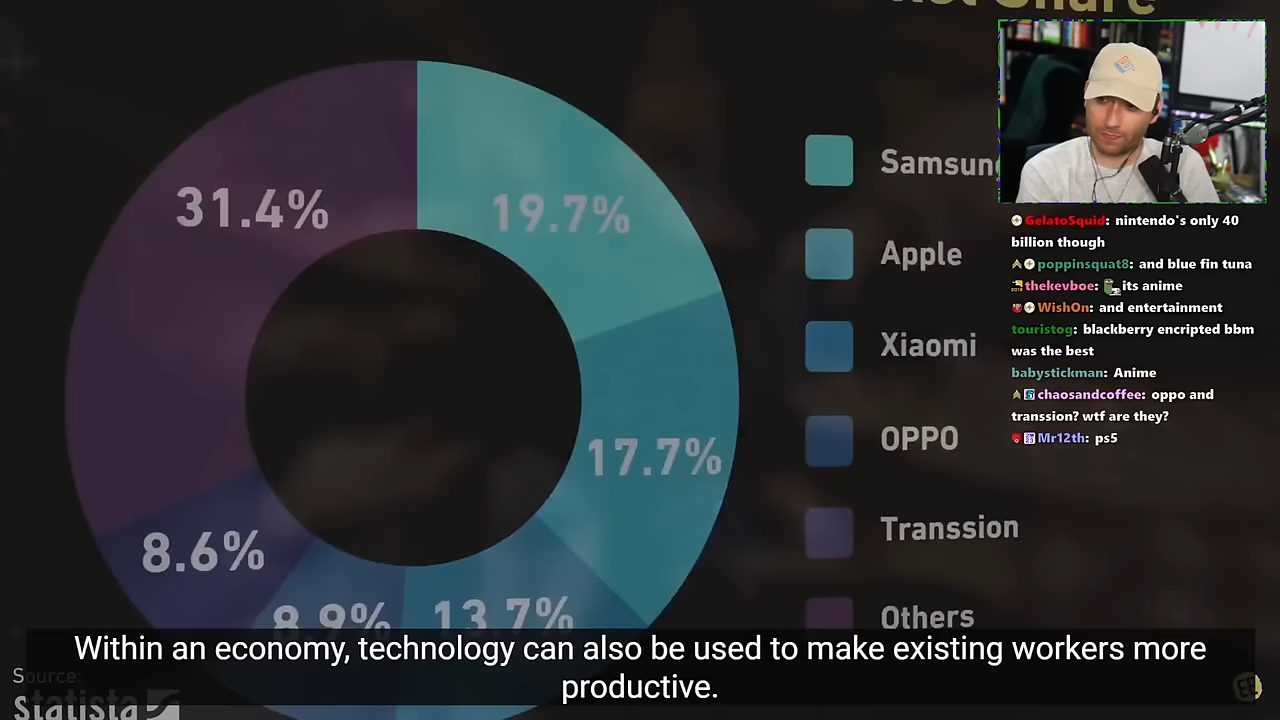 31.4%
19.7%
17.7%
8.6%
8.9%
13.7%
Apple
Xiaomi
OPPO
Transsion
Others
GelatoSquid: nintendo's only 40
billion though
poppinsquat8: and blue fin tuna
thekevboe: its anime
WishOn: and entertainment
touristog: blackberry encripted bbm
was the best
babystickman: Anime
chaosandcoffee: oppo and
transsion? wtf are they?
Mr12th: ps5
Within an economy, technology can also be used to make existing workers more
productive.
Source:
statista